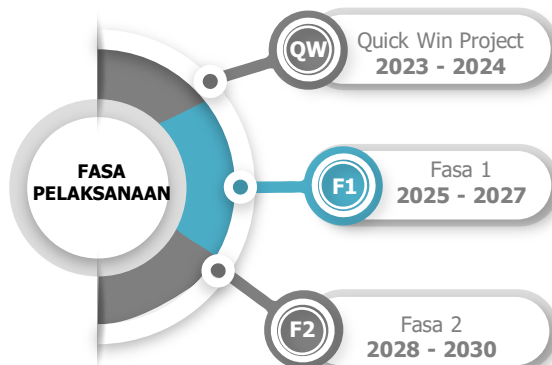 FASA
PELAKSANAAN
QW
Quick Win Project
2023 - 2024
F1
Fasa 1
2025 - 2027
F2
Fasa 2
2028 - 2030